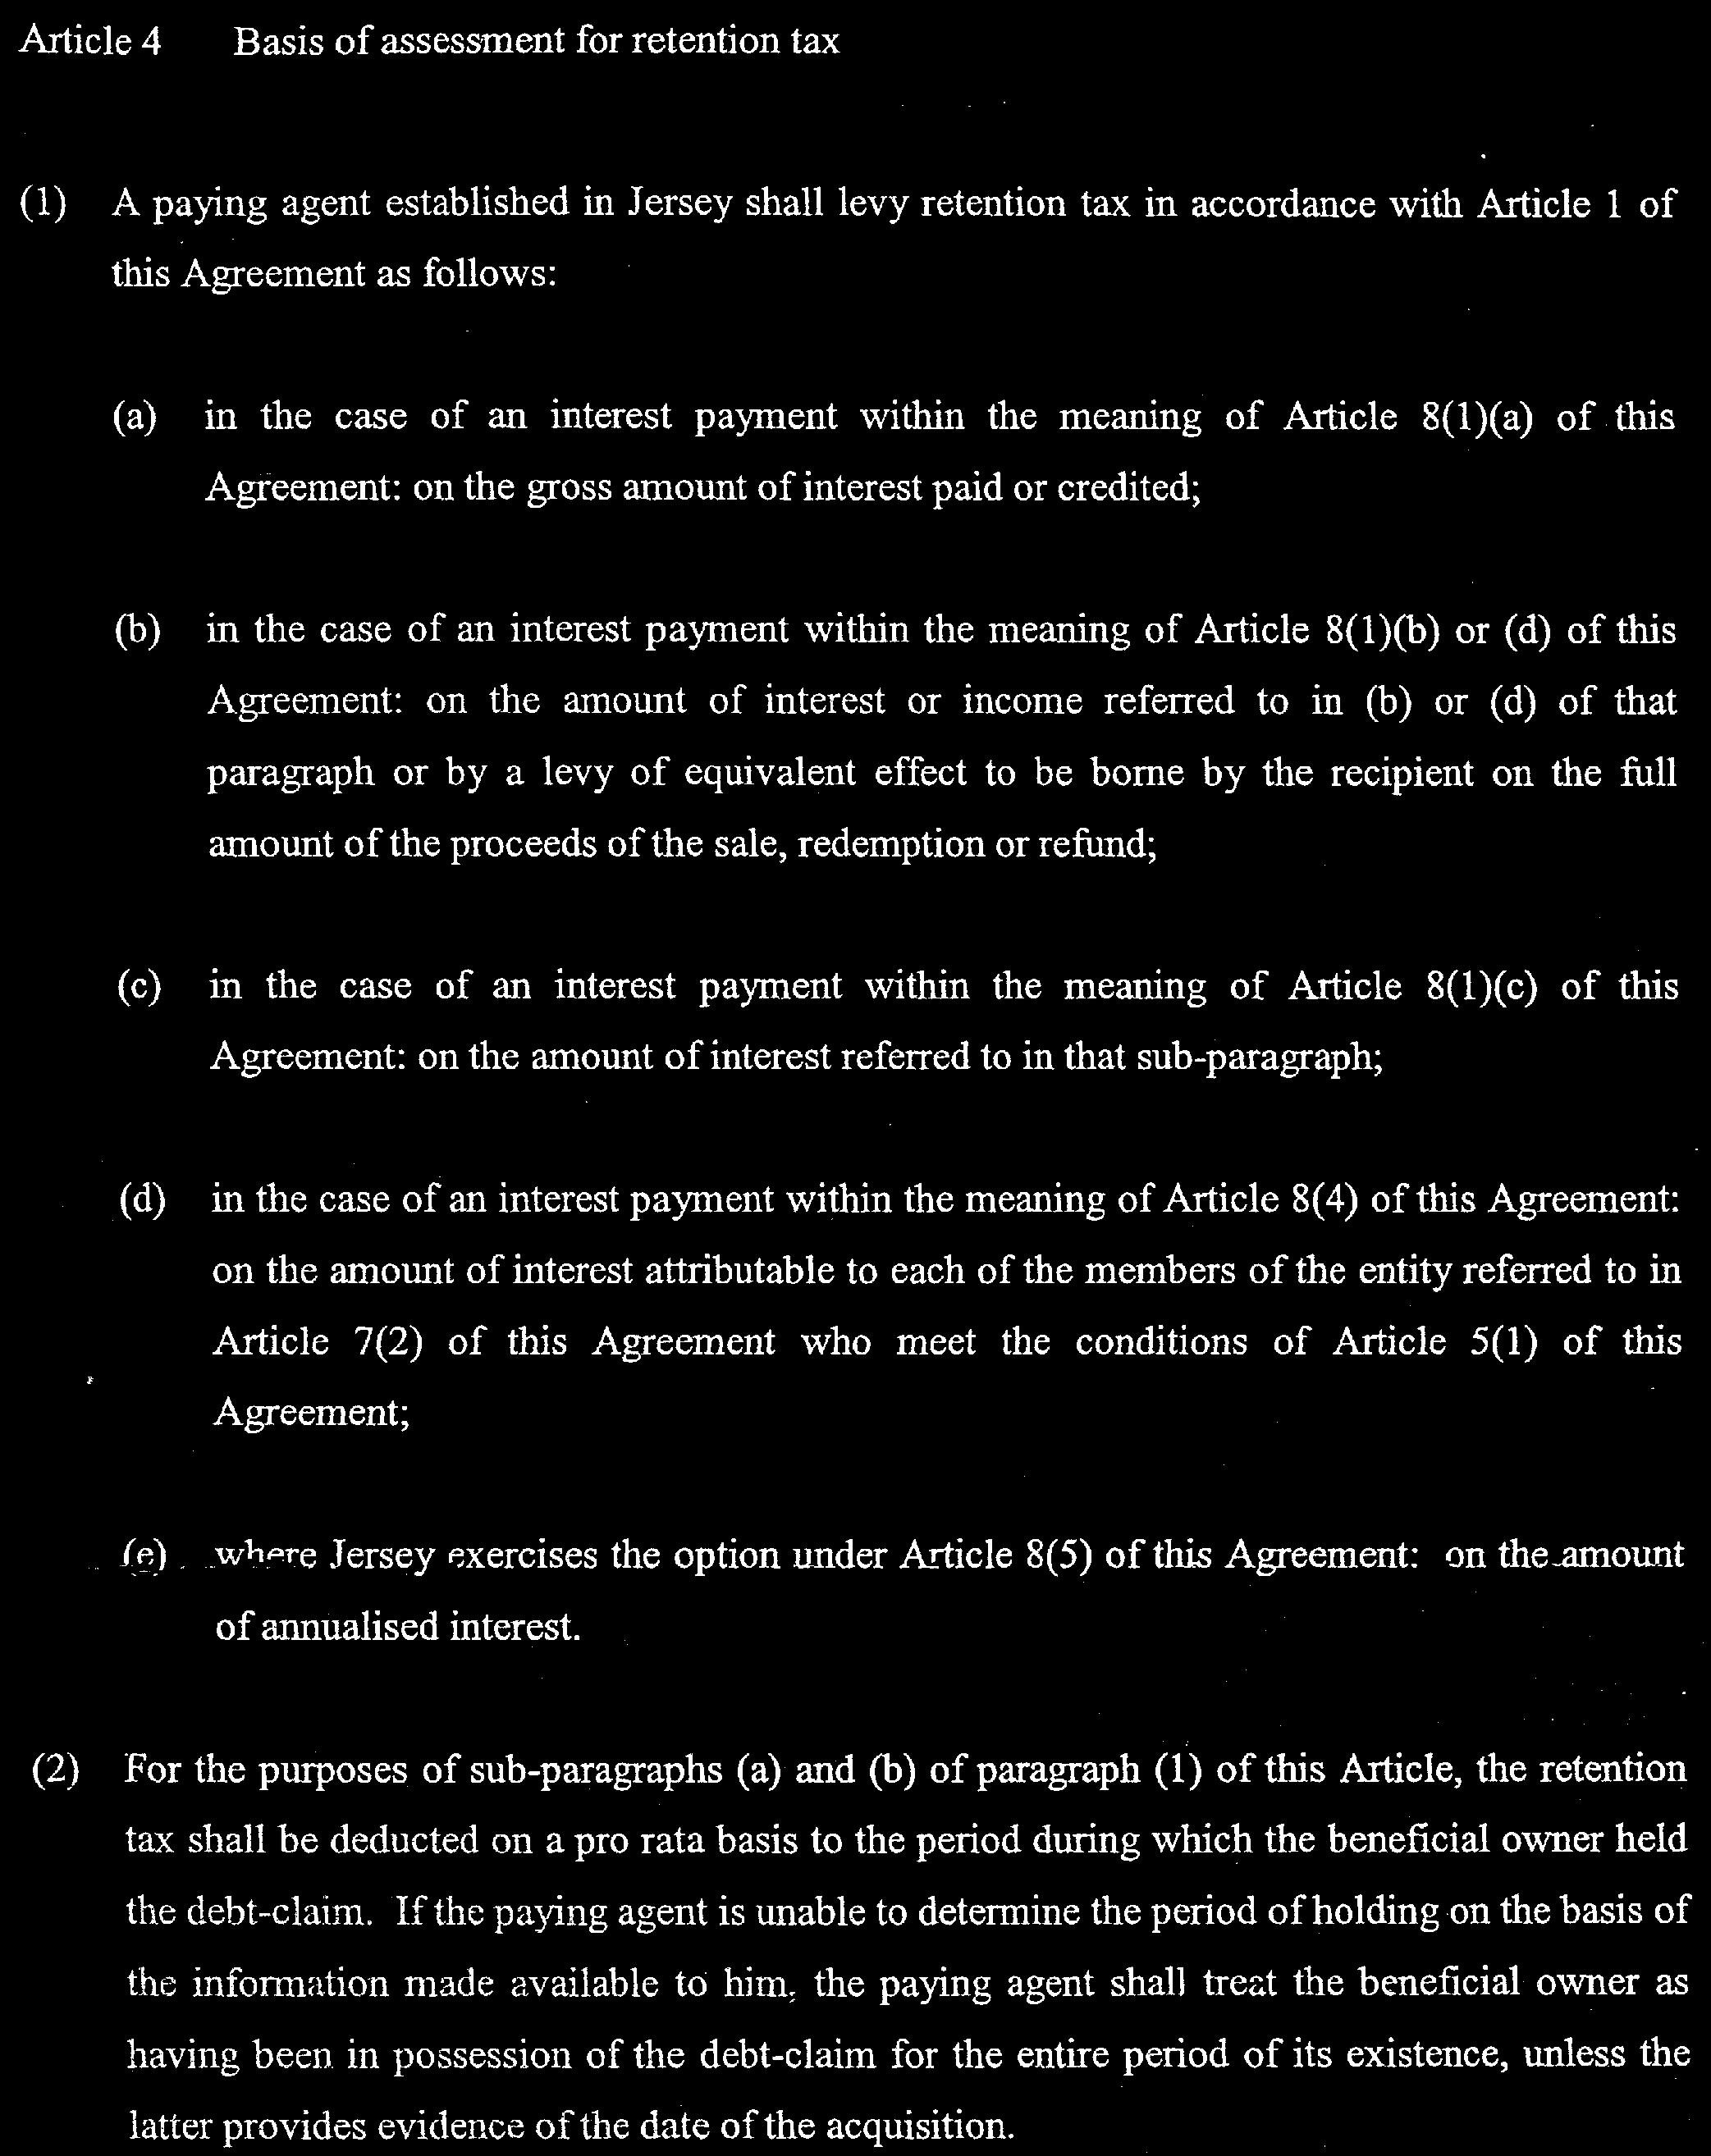 Article 4 Basis of assessment for retention tax
(1) A paying agent established in Jersey shall levy retention tax in accordance with Article 1 of
this Agreement as follows:
(a) in the case of an interest payment within the meaning of Article 8(1)(a) of this
Agreement: on the gross amount of interest paid or credited;
(b) in the case of an interest payment within the meaning of Article 8(1)(b) or (d) of this
Agreement: on the amount of interest or income referred to in (b) or (d) of that
paragraph or by a levy of equivalent effect to be borne by the recipient on the full
amount of the proceeds of the sale, redemption or refund;
(c) in the case of an interest payment within the meaning of Article 8(1)(c) of this
Agreement: on the amount of interest referred to in that sub-paragraph;
(d) in the case of an interest payment within the meaning of Article 8(4) of this Agreement:
on the amount of interest attributable to each of the members of the entity referred to in
Article 7(2) of this Agreement who meet the conditions of Article 5(1) of this
Agreement;
(e) where Jersey exercises the option under Article 8(5) of this Agreement: on the amount
of annualised interest.
(2) For the purposes of sub-paragraphs (a) and (b) of paragraph (1) of this Article, the retention
tax shall be deducted on a pro rata basis to the period during which the beneficial owner held
the debt-claim. If the paying agent is unable to determine the period of holding on the basis of
the information made available to him, the paying agent shall treat the beneficial owner as
having been in possession of the debt-claim for the entire period of its existence, unless the
latter provides evidence of the date of the acquisition.